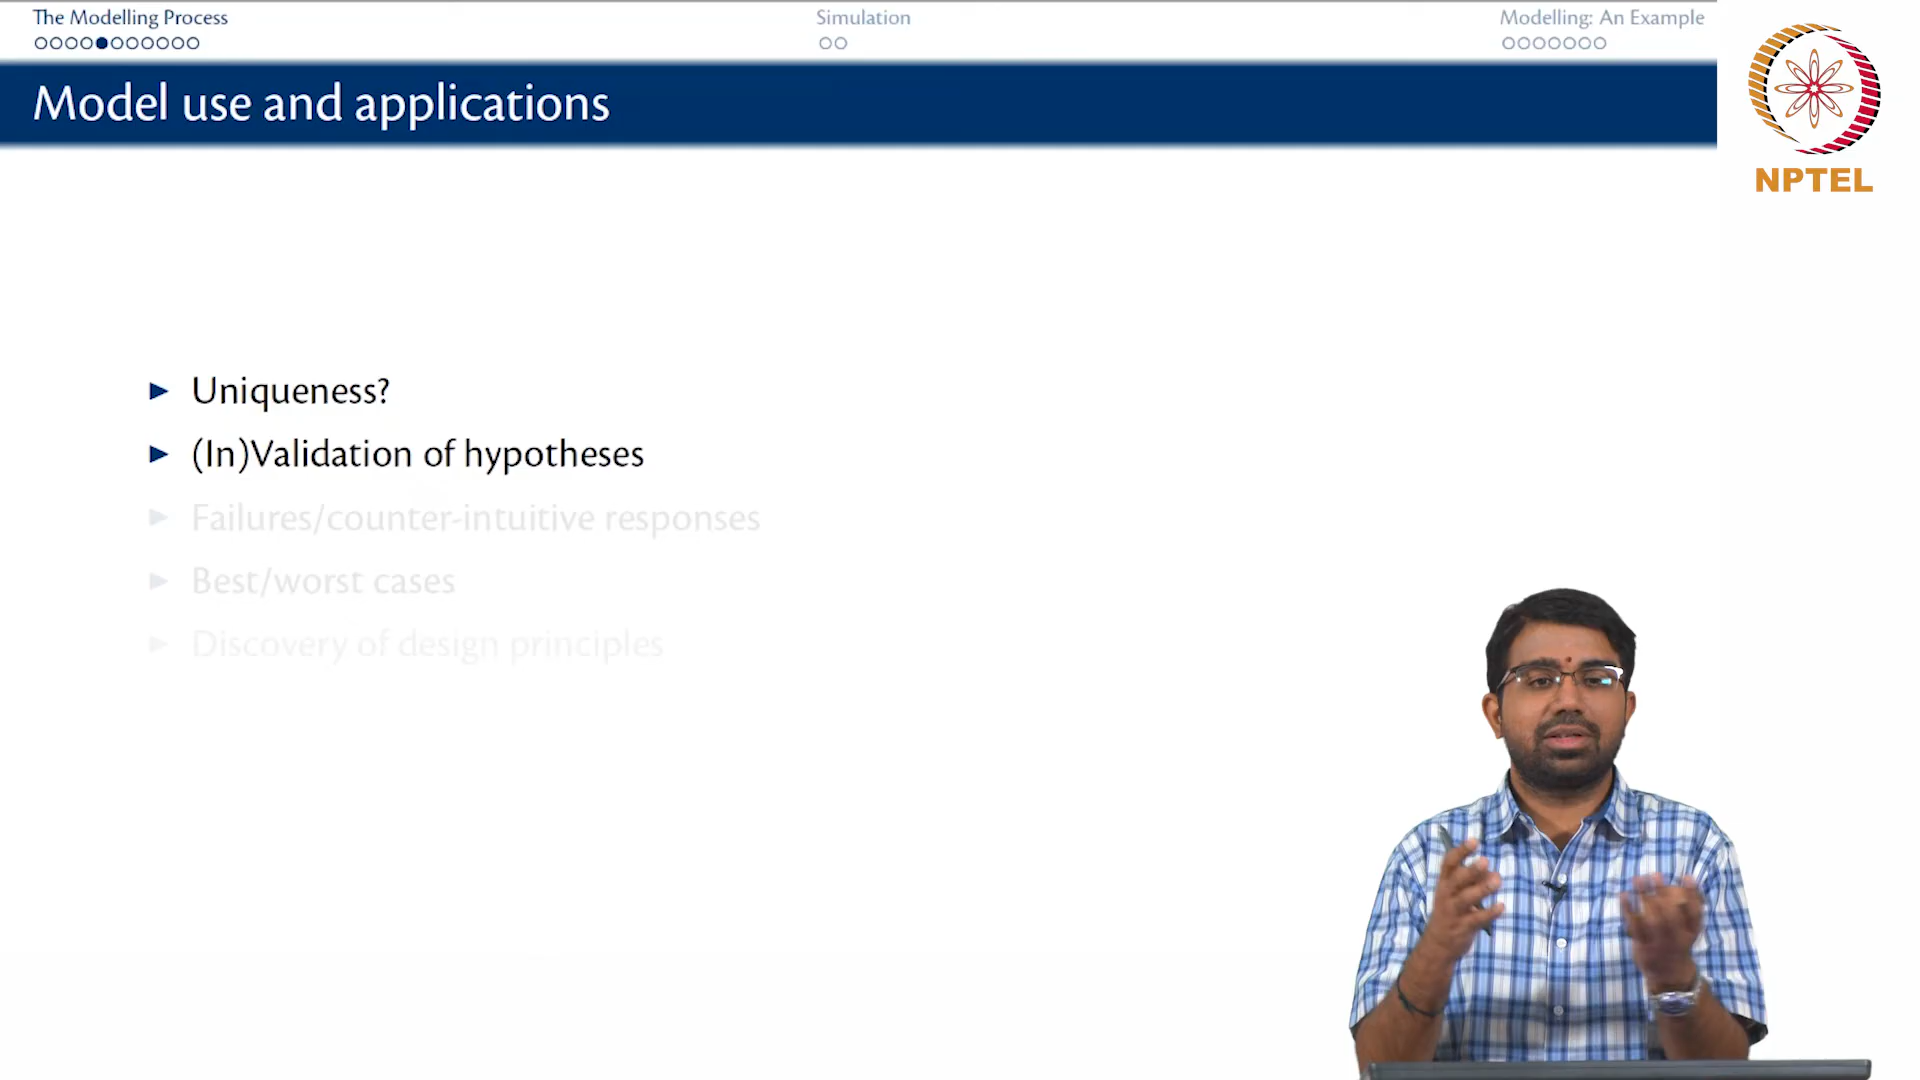 The Modelling Process
Simulation
Modelling: An Example
Model use and applications
NPTEL
Uniqueness?
(In)Validation of hypotheses
Failures/counter-intuitive responses
Best/worst cases
Discovery of design principles